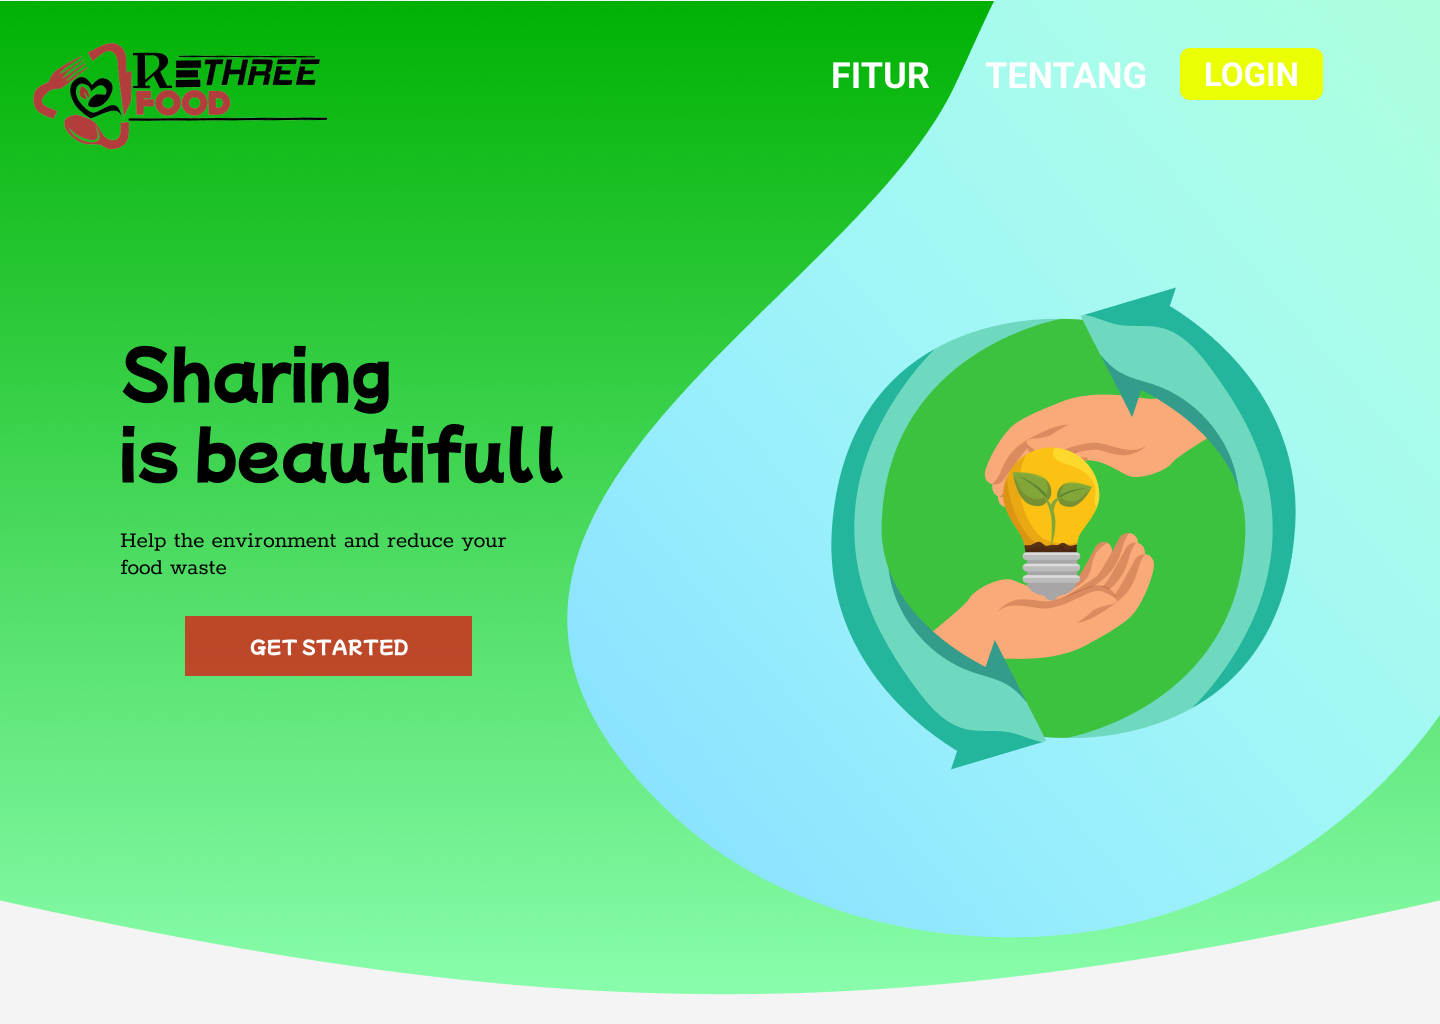 RETHREE
FOOD
FITUR
TENTANG
LOGIN
Sharing
is beautifull
Help the environment and reduce your
food waste
GET STARTED